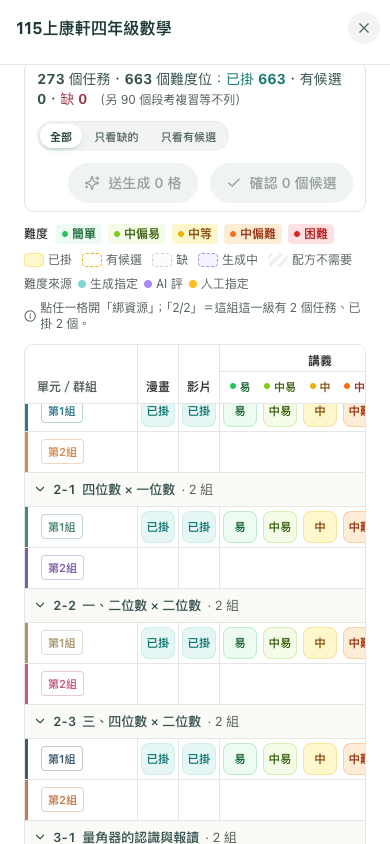 115上康軒四年級數學
273 個任務・663 個難度位：已掛 663・有候選
0・缺 0 （另 90 個段考複習等不列）
全部 只看缺的 只看有候選
送生成 0 格 確認 0 個候選
難度 簡單 中偏易 中等 中偏難 困難
已掛 有候選 缺 生成中 配方不需要
難度來源 生成指定 AI 評 人工指定
點任一格開「綁資源」；「2/2」＝這組這一級有 2 個任務、已
掛 2 個。
講義
單元 / 群組 漫畫 影片 易 中易 中 中
第1組 已掛 已掛 易 中易 中 中
第2組
2-1 四位數 × 一位數 · 2 組
第1組 已掛 已掛 易 中易 中 中
第2組
2-2 一、二位數 × 二位數 · 2 組
第1組 已掛 已掛 易 中易 中 中
第2組
2-3 三、四位數 × 二位數 · 2 組
第1組 已掛 已掛 易 中易 中 中
第2組
3-1 量角器的認識與報讀 · 2 組